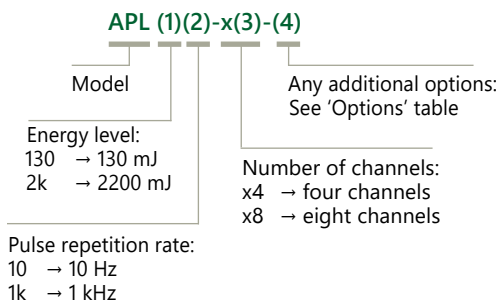 APL (1)(2)-x(3)-(4)
Model
Any additional options:
See ‘Options’ table
Energy level:
130 → 130 mJ
2k → 2200 mJ
Number of channels:
x4 → four channels
x8 → eight channels
Pulse repetition rate:
10 → 10 Hz
1k → 1 kHz